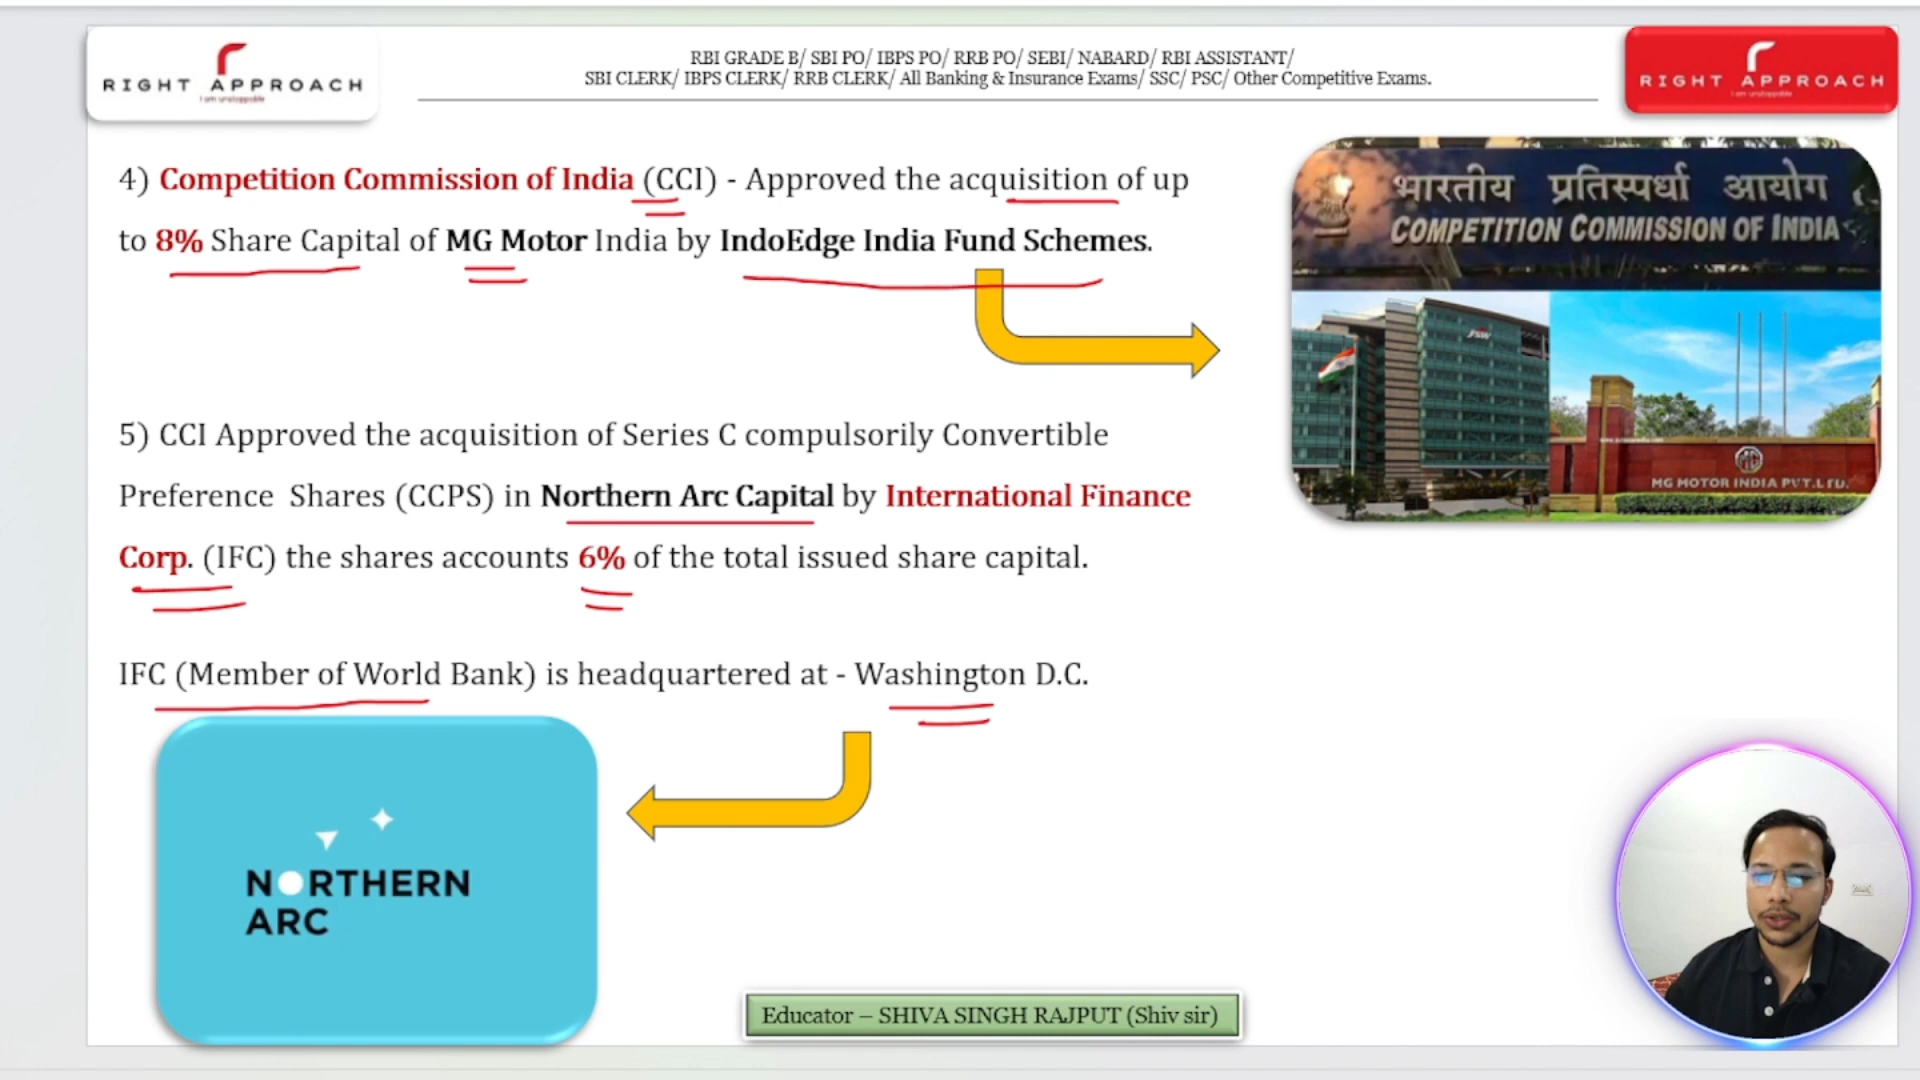 RIGHT APPROACH
I am unstoppable
RBI GRADE B/ SBI PO/ IBPS PO/ RRB PO/ SEBI/ NABARD/ RBI ASSISTANT/
SBI CLERK/ IBPS CLERK/ RRB CLERK/ All Banking & Insurance Exams/ SSC/ PSC/ Other Competitive Exams.
RIGHT APPROACH
I am unstoppable
4) Competition Commission of India (CCI) - Approved the acquisition of up
to 8% Share Capital of MG Motor India by IndoEdge India Fund Schemes.
भारतीय प्रतिस्पर्धा आयोग
COMPETITION COMMISSION OF INDIA
JSW
MG
MG MOTOR INDIA PVT. LTD.
5) CCI Approved the acquisition of Series C compulsorily Convertible
Preference Shares (CCPS) in Northern Arc Capital by International Finance
Corp. (IFC) the shares accounts 6% of the total issued share capital.
IFC (Member of World Bank) is headquartered at - Washington D.C.
NORTHERN
ARC
Educator – SHIVA SINGH RAJPUT (Shiv sir)